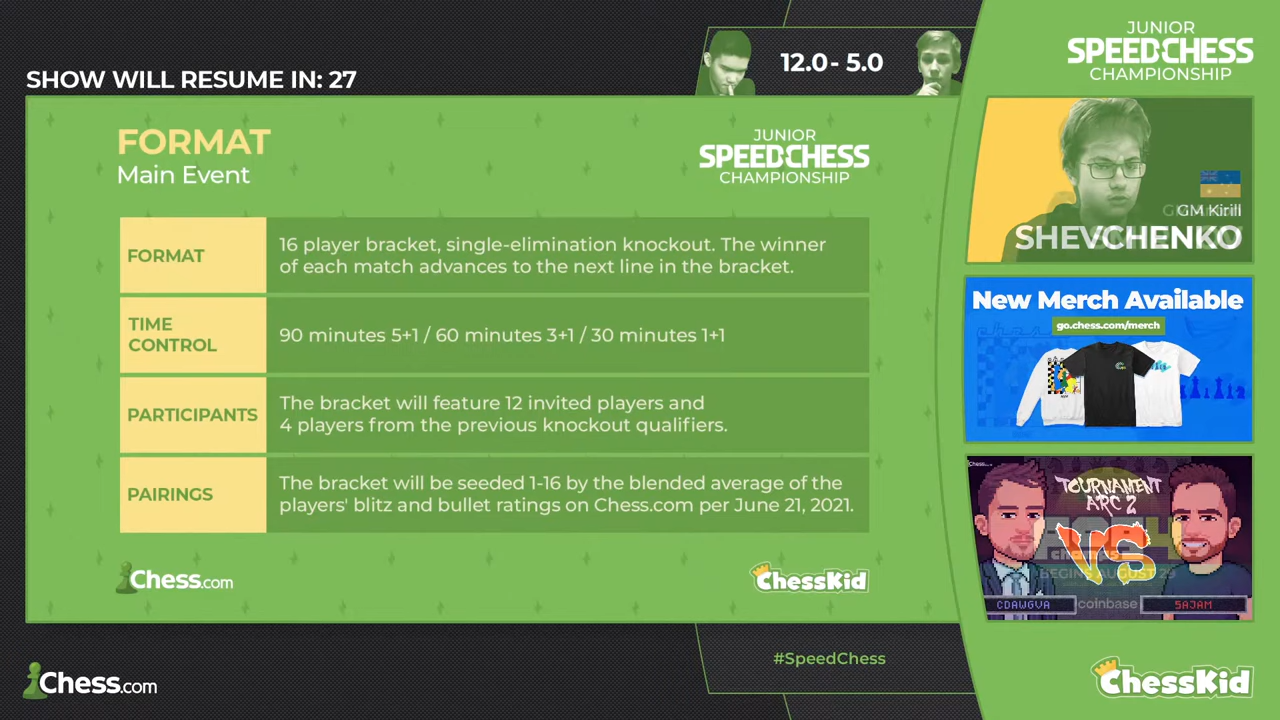 SHOW WILL RESUME IN: 27
12.0 - 5.0
JUNIOR
SPEEDCHESS
CHAMPIONSHIP
FORMAT
Main Event
JUNIOR
SPEEDCHESS
CHAMPIONSHIP
FORMAT
16 player bracket, single-elimination knockout. The winner
of each match advances to the next line in the bracket.
TIME
CONTROL
90 minutes 5+1 / 60 minutes 3+1 / 30 minutes 1+1
PARTICIPANTS
The bracket will feature 12 invited players and
4 players from the previous knockout qualifiers.
PAIRINGS
The bracket will be seeded 1-16 by the blended average of the
players' blitz and bullet ratings on Chess.com per June 21, 2021.
Chess.com
ChessKid
GM Kirill
SHEVCHENKO
New Merch Available
go.chess.com/merch
TOURNAMENT
ARC 2
VS
BEGINS AUGUST 29
CDAWGVA
coinbase
SAJAM
#SpeedChess
Chess.com
ChessKid